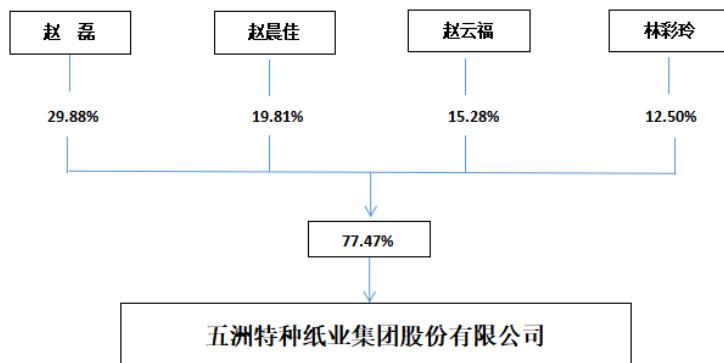 赵 磊
赵晨佳
赵云福
林彩玲
29.88%
19.81%
15.28%
12.50%
77.47%
五洲特种纸业集团股份有限公司